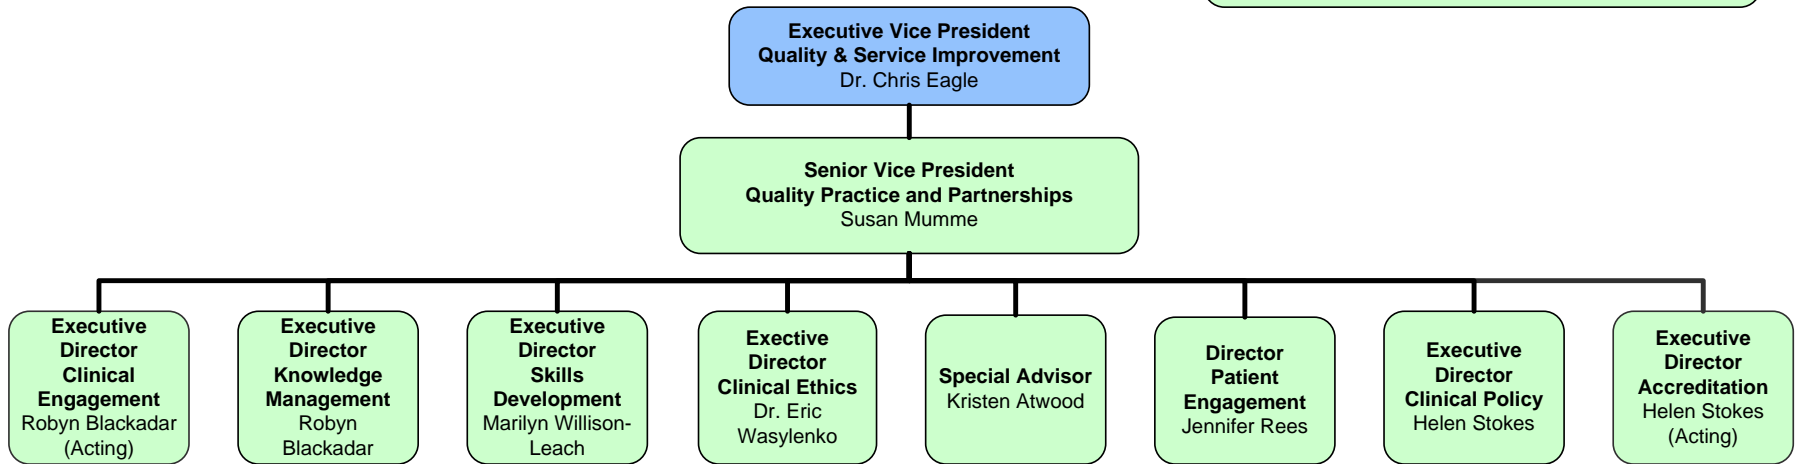 Executive Vice President
Quality & Service Improvement
Dr. Chris Eagle
Senior Vice President
Quality Practice and Partnerships
Susan Mumme
Executive
Director
Clinical
Engagement
Robyn Blackadar
(Acting)
Executive
Director
Knowledge
Management
Robyn
Blackadar
Executive
Director
Skills
Development
Marilyn Willison-
Leach
Exective
Director
Clinical Ethics
Dr. Eric
Wasylenko
Special Advisor
Kristen Atwood
Director
Patient
Engagement
Jennifer Rees
Executive
Director
Clinical Policy
Helen Stokes
Executive
Director
Accreditation
Helen Stokes
(Acting)